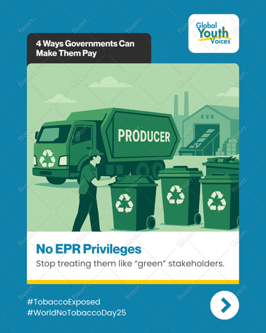 Global
Youth
Voices
4 Ways Governments Can
Make Them Pay
PRODUCER
No EPR Privileges
Stop treating them like “green” stakeholders.
#TobaccoExposed
#WorldNoTobaccoDay25